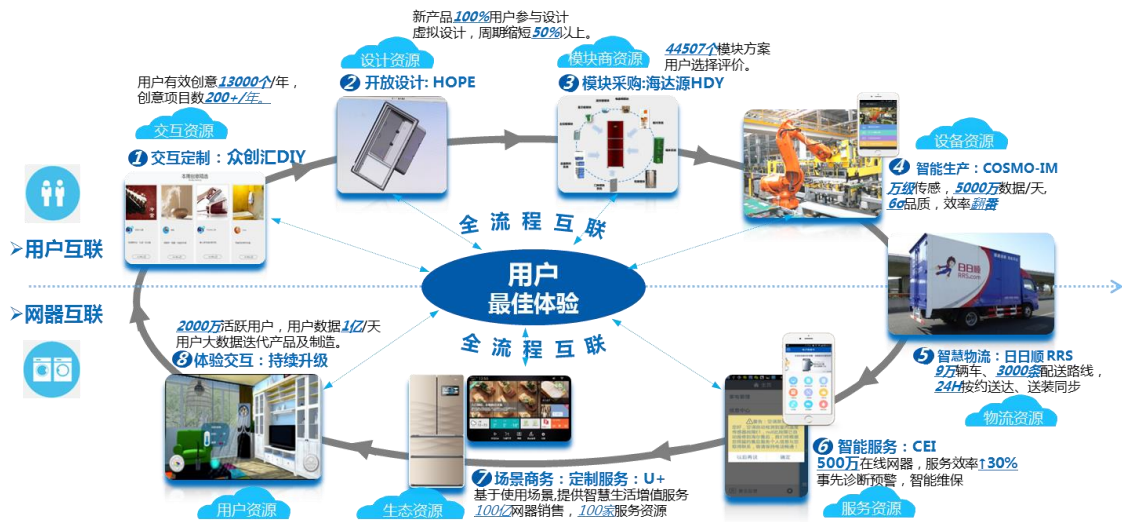 新产品100%用户参与设计
虚拟设计，周期缩短50%以上。
设计资源
❷ 开放设计: HOPE
模块商资源
44507个模块方案
用户选择评价。
❸ 模块采购:海达源HDY
用户有效创意13000个/年，
创意项目数200+/年。
交互资源
❶ 交互定制：众创汇DIY
设备资源
❹ 智能生产：COSMO-IM
万级传感，5000万数据/天,
6σ品质，效率翻番
➢用户互联
全流程互联
用户
最佳体验
全流程互联
➢网器互联
日日顺
RRS.com
❺ 智慧物流：日日顺 RRS
9万辆车、3000条配送路线，
24H按约送达、送装同步
物流资源
2000万活跃用户，用户数据1亿/天
用户大数据迭代产品及制造。
❽体验交互：持续升级
用户资源
❼场景商务：定制服务：U+
基于使用场景,提供智慧生活增值服务
100亿网器销售，100家服务资源
生态资源
❻ 智能服务：CEI
500万在线网器，服务效率↑30%
事先诊断预警，智能维保
服务资源